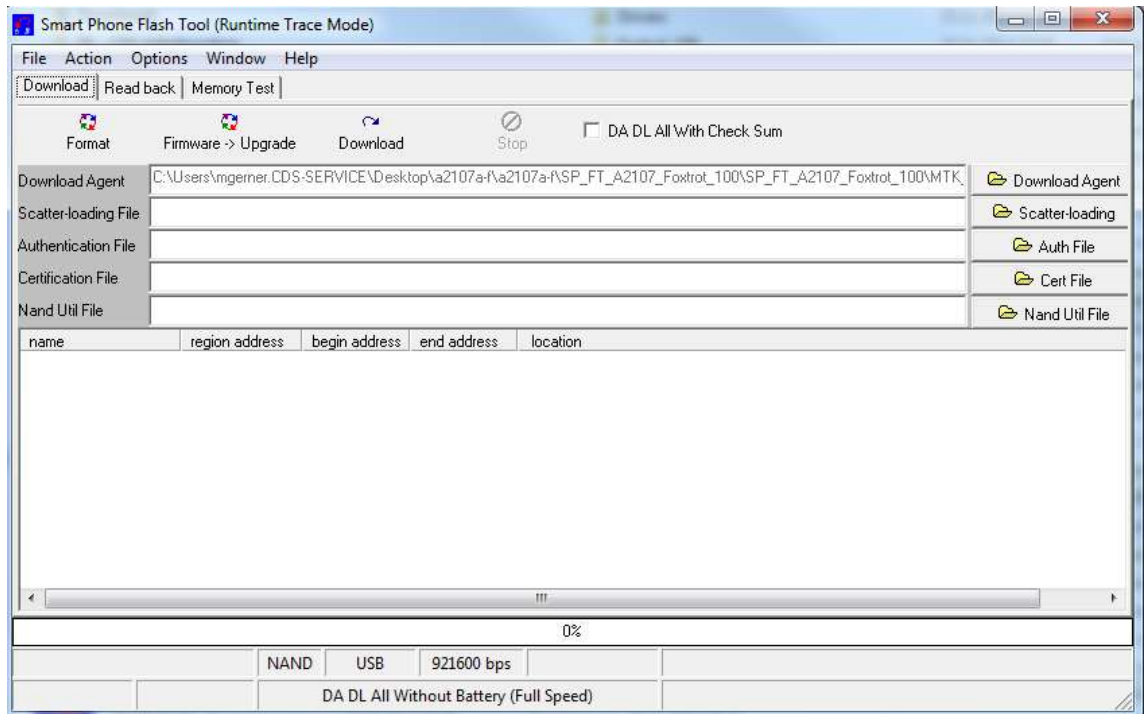 Smart Phone Flash Tool (Runtime Trace Mode)
File Action Options Window Help
Download Read back Memory Test
Format Firmware -> Upgrade Download Stop DA DL All With Check Sum
Download Agent C:\Users\mgerner.CDS-SERVICE\Desktop\a2107a-f\a2107a-f\SP_FT_A2107_Foxtrot_100\SP_FT_A2107_Foxtrot_100\MTK_ Download Agent
Scatter-loading File Scatter-loading
Authentication File Auth File
Certification File Cert File
Nand Util File Nand Util File
name region address begin address end address location
0%
NAND USB 921600 bps
DA DL All Without Battery (Full Speed)